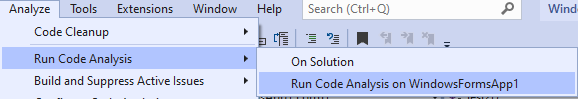 Analyze Tools Extensions Window Help Search (Ctrl+Q) Windo
Code Cleanup
Run Code Analysis On Solution
Build and Suppress Active Issues Run Code Analysis on WindowsFormsApp1